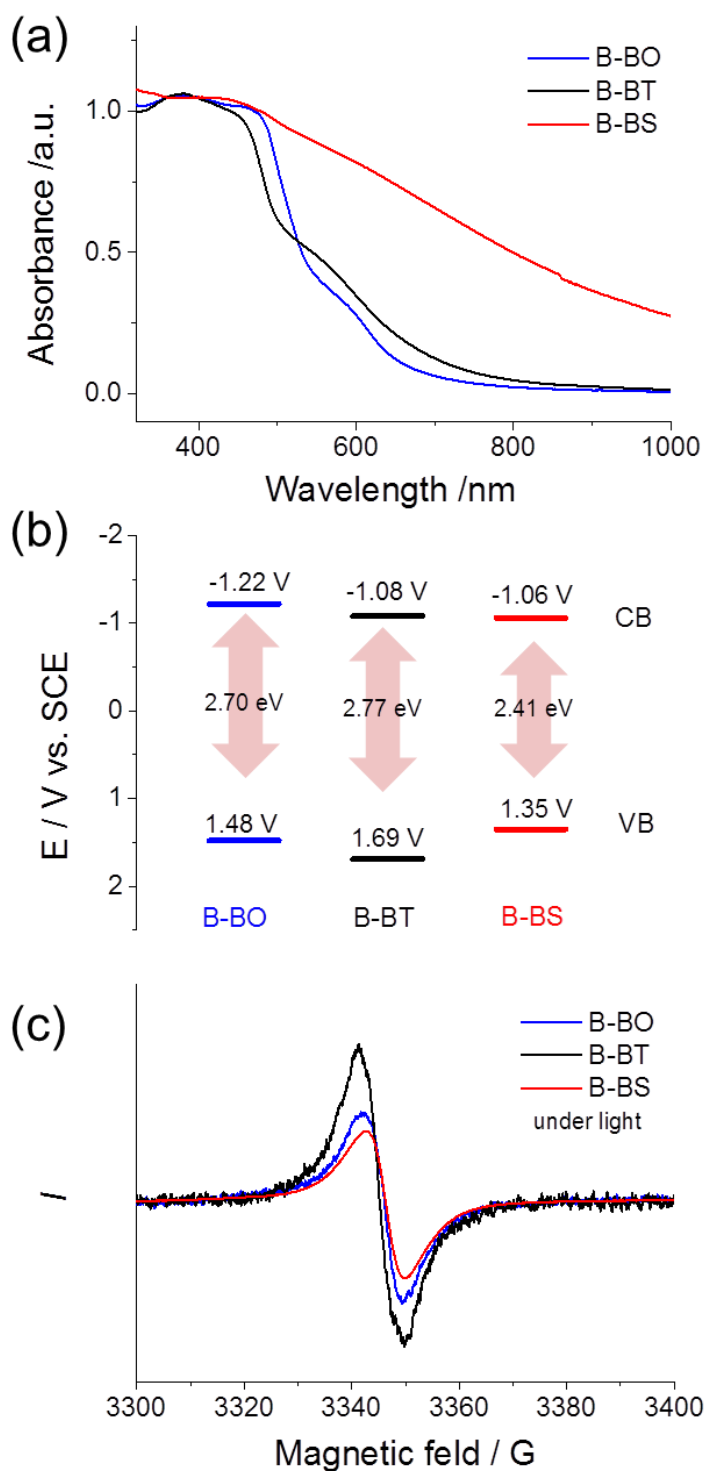 (a)
B-BO
B-BT
B-BS
1.0
0.5
0.0
Absorbance /a.u.
400
600
800
1000
Wavelength /nm
(b)
-2
-1
0
1
2
E / V vs. SCE
-1.22 V
-1.08 V
-1.06 V
CB
2.70 eV
2.77 eV
2.41 eV
1.48 V
1.69 V
1.35 V
VB
B-BO
B-BT
B-BS
(c)
B-BO
B-BT
B-BS
under light
I
3300
3320
3340
3360
3380
3400
Magnetic feld / G